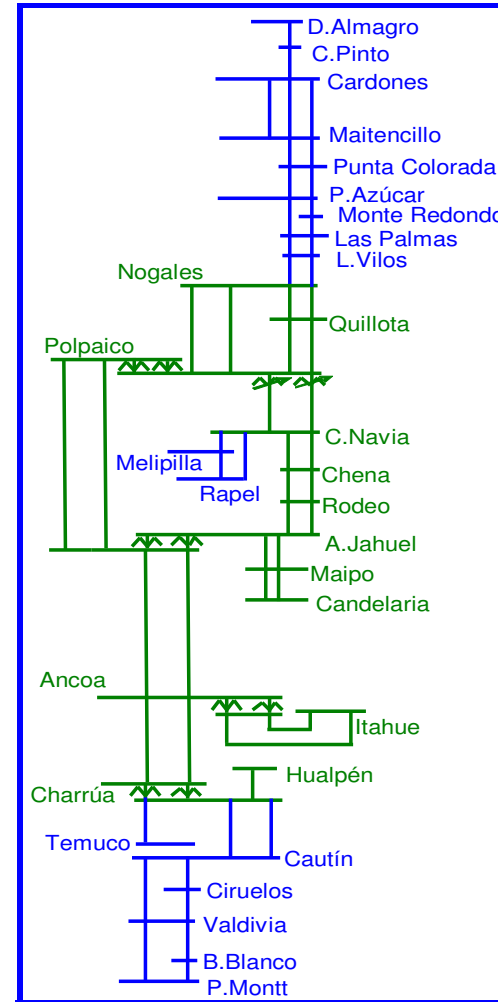 D.Almagro
C.Pinto
Cardones
Maitencillo
Punta Colorada
P.Azúcar
Monte Redondo
Las Palmas
L.Vilos
Nogales
Quillota
Polpaico
C.Navia
Melipilla
Chena
Rapel
Rodeo
A.Jahuel
Maipo
Candelaria
Ancoa
Itahue
Hualpén
Charrúa
Temuco
Cautín
Ciruelos
Valdivia
B.Blanco
P.Montt